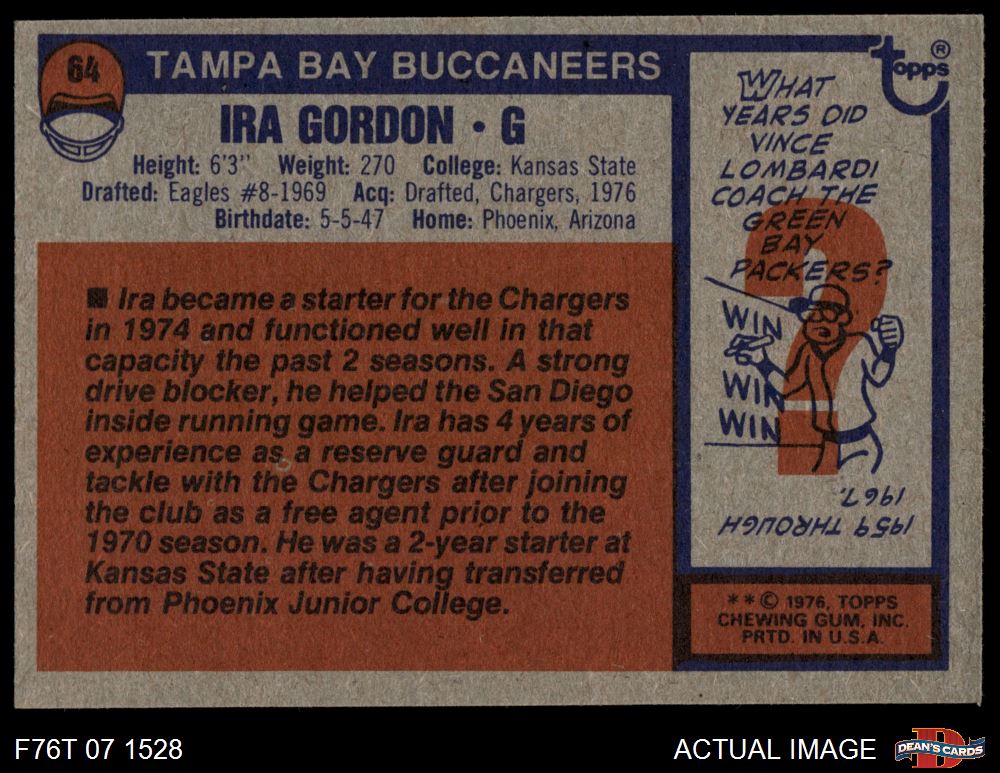 64
TAMPA BAY BUCCANEERS
IRA GORDON • G
Height: 6'3" Weight: 270 College: Kansas State
Drafted: Eagles #8-1969 Acq: Drafted, Chargers, 1976
Birthdate: 5-5-47 Home: Phoenix, Arizona
■ Ira became a starter for the Chargers
in 1974 and functioned well in that
capacity the past 2 seasons. A strong
drive blocker, he helped the San Diego
inside running game. Ira has 4 years of
experience as a reserve guard and
tackle with the Chargers after joining
the club as a free agent prior to the
1970 season. He was a 2-year starter at
Kansas State after having transferred
from Phoenix Junior College.
topps ®
WHAT
YEARS DID
VINCE
LOMBARDI
COACH THE
GREEN
BAY
PACKERS?
?
WIN
WIN
WIN
1959 THROUGH
1967.
** © 1976, TOPPS
CHEWING GUM, INC.
PRTD. IN U.S.A.
F76T 07 1528
ACTUAL IMAGE
D
DEAN'S CARDS